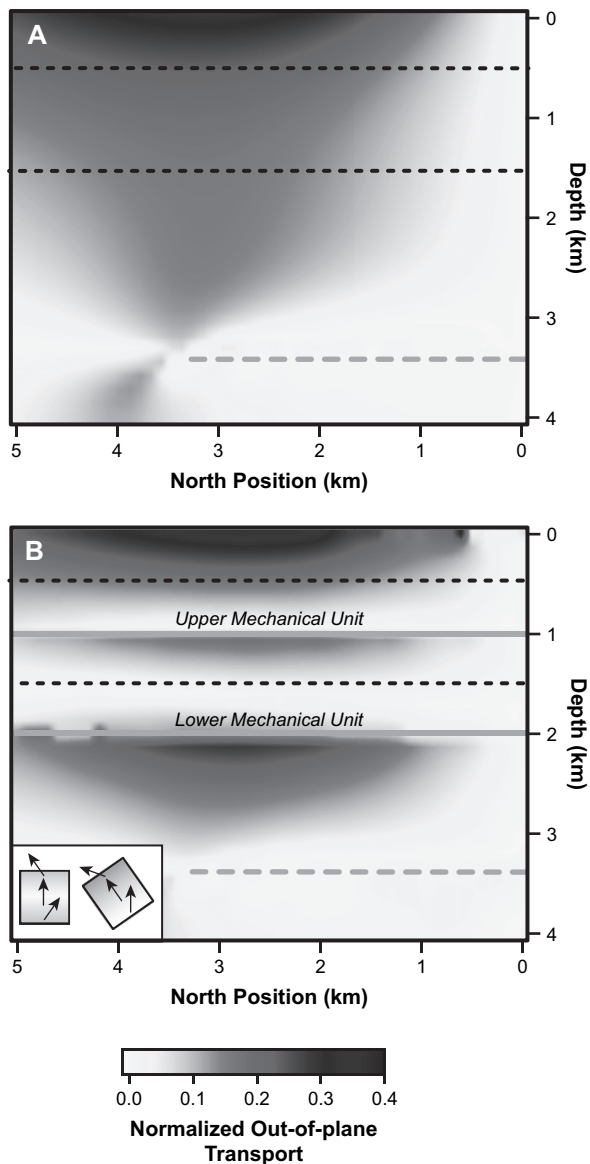 A
0
1
2
3
4
Depth (km)
5 4 3 2 1 0
North Position (km)
B
Upper Mechanical Unit
Lower Mechanical Unit
0
1
2
3
4
Depth (km)
5 4 3 2 1 0
North Position (km)
0.0 0.1 0.2 0.3 0.4
Normalized Out-of-plane
Transport